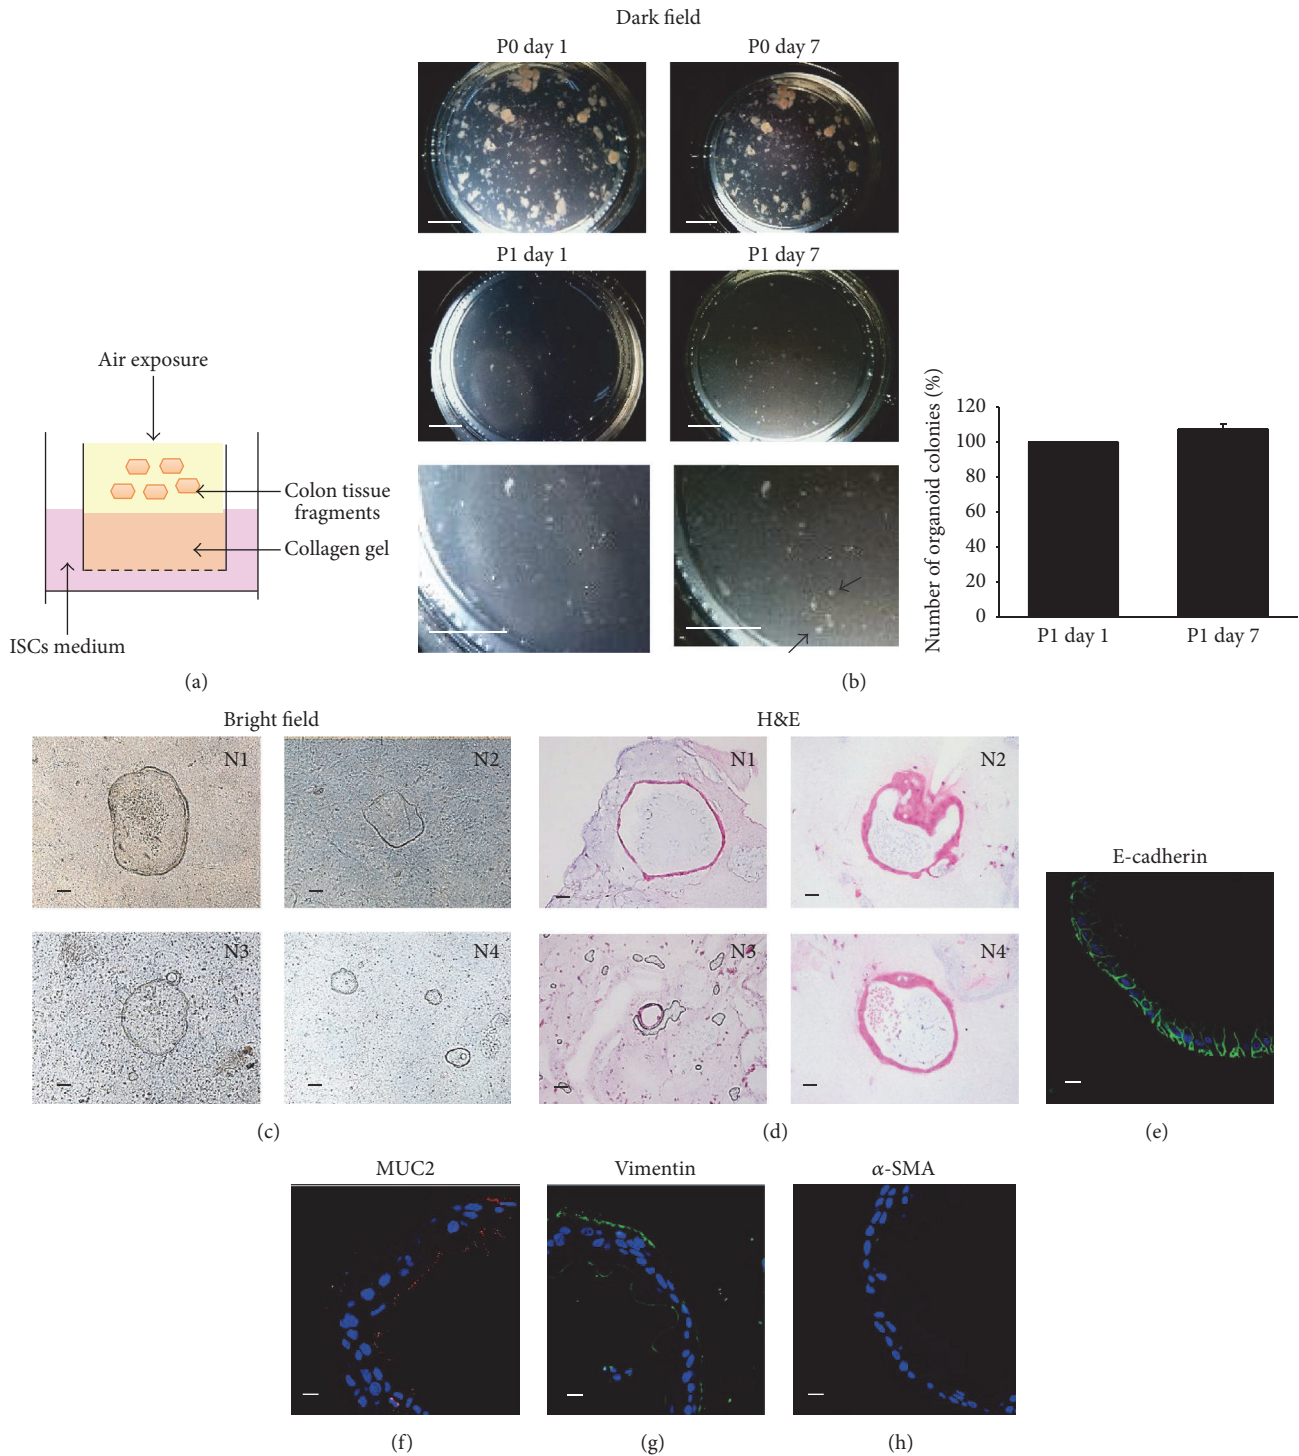 Dark field
P0 day 1
P0 day 7
P1 day 1
P1 day 7
Air exposure
Colon tissue
fragments
Collagen gel
ISCs medium
(a)
Number of organoid colonies (%)
120
100
80
60
40
20
0
P1 day 1
P1 day 7
(b)
Bright field
N1
N2
N3
N4
(c)
H&E
N1
N2
N3
N4
(d)
E-cadherin
(e)
MUC2
(f)
Vimentin
(g)
α-SMA
(h)